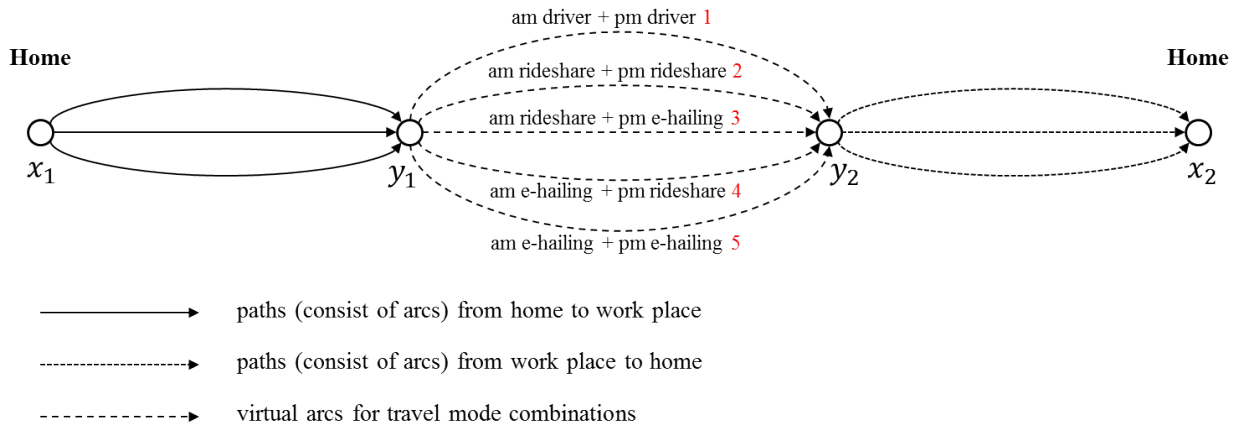 am driver + pm driver 1
Home
Home
am rideshare + pm rideshare 2
am rideshare + pm e-hailing 3
x₁
y₁
y₂
x₂
am e-hailing + pm rideshare 4
am e-hailing + pm e-hailing 5
paths (consist of arcs) from home to work place
paths (consist of arcs) from work place to home
virtual arcs for travel mode combinations